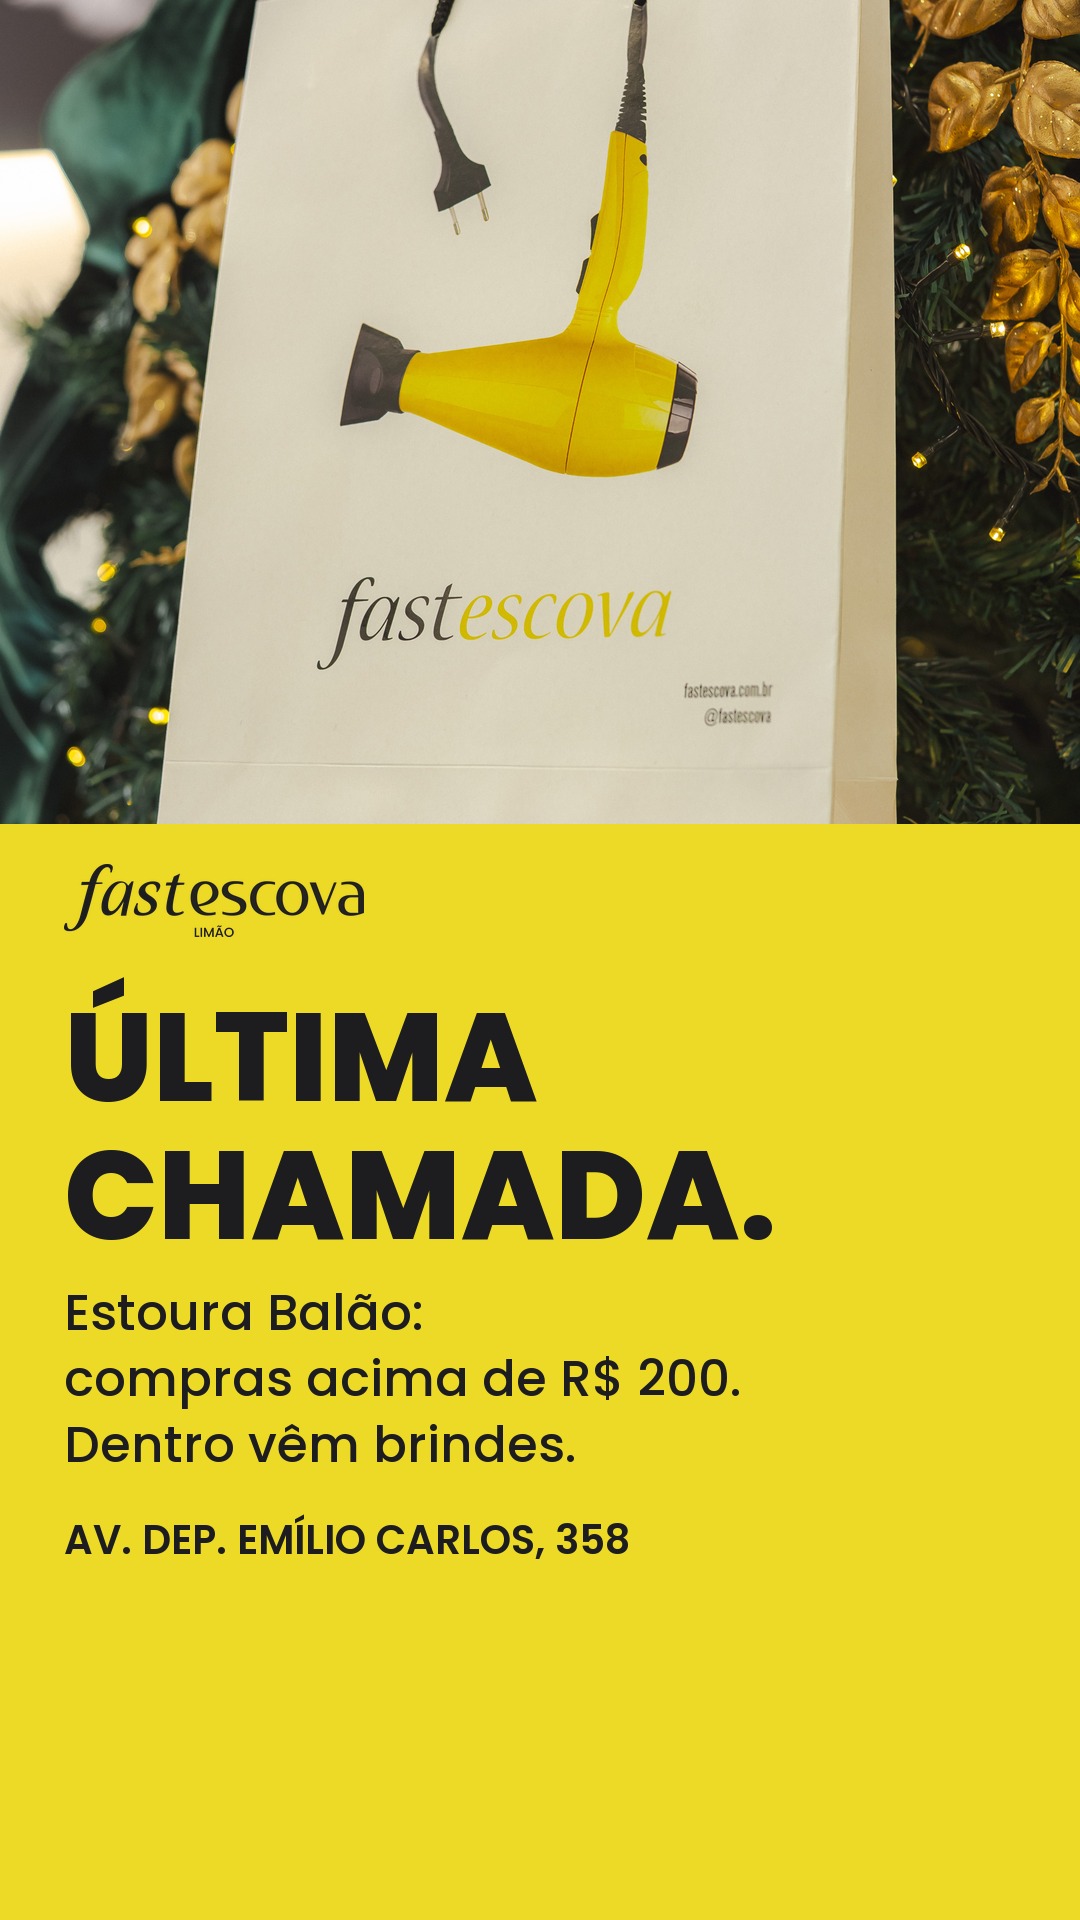 fastescova
fastescova.com.br
@fastescova
fastescova
LIMÃO
ÚLTIMA
CHAMADA.
Estoura Balão:
compras acima de R$ 200.
Dentro vêm brindes.
AV. DEP. EMÍLIO CARLOS, 358